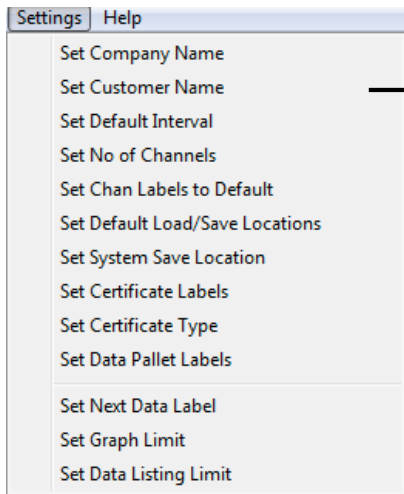 Settings Help
Set Company Name
Set Customer Name
Set Default Interval
Set No of Channels
Set Chan Labels to Default
Set Default Load/Save Locations
Set System Save Location
Set Certificate Labels
Set Certificate Type
Set Data Pallet Labels
Set Next Data Label
Set Graph Limit
Set Data Listing Limit